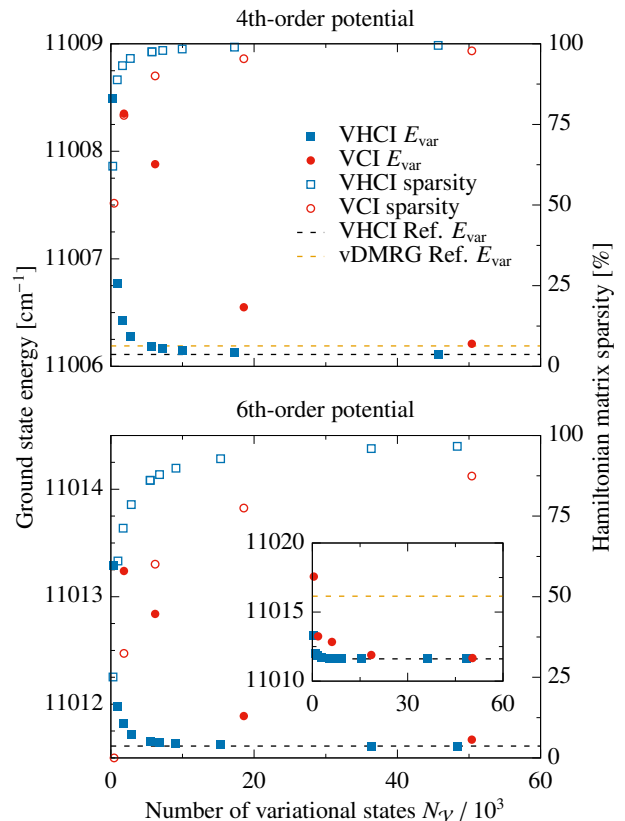 4th-order potential
11009
11008
11007
11006
100
75
50
25
0
VHCI E_var
VCI E_var
VHCI sparsity
VCI sparsity
VHCI Ref. E_var
vDMRG Ref. E_var
Ground state energy [cm⁻¹]
Hamiltonian matrix sparsity [%]
6th-order potential
11014
11013
11012
100
75
50
25
0
11020
11015
11010
0 30 60
0 20 40 60
Number of variational states N_𝒱 / 10³